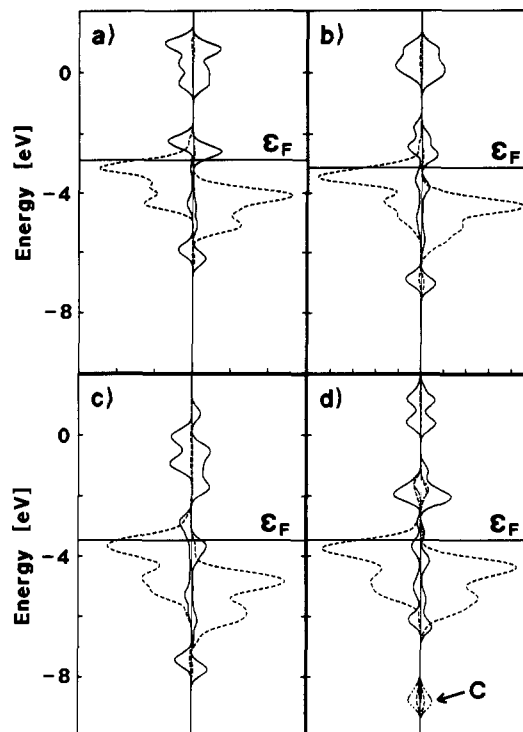 a)
b)
0
-4
-8
εF
εF
Energy [eV]
c)
d)
0
-4
-8
εF
εF
Energy [eV]
C